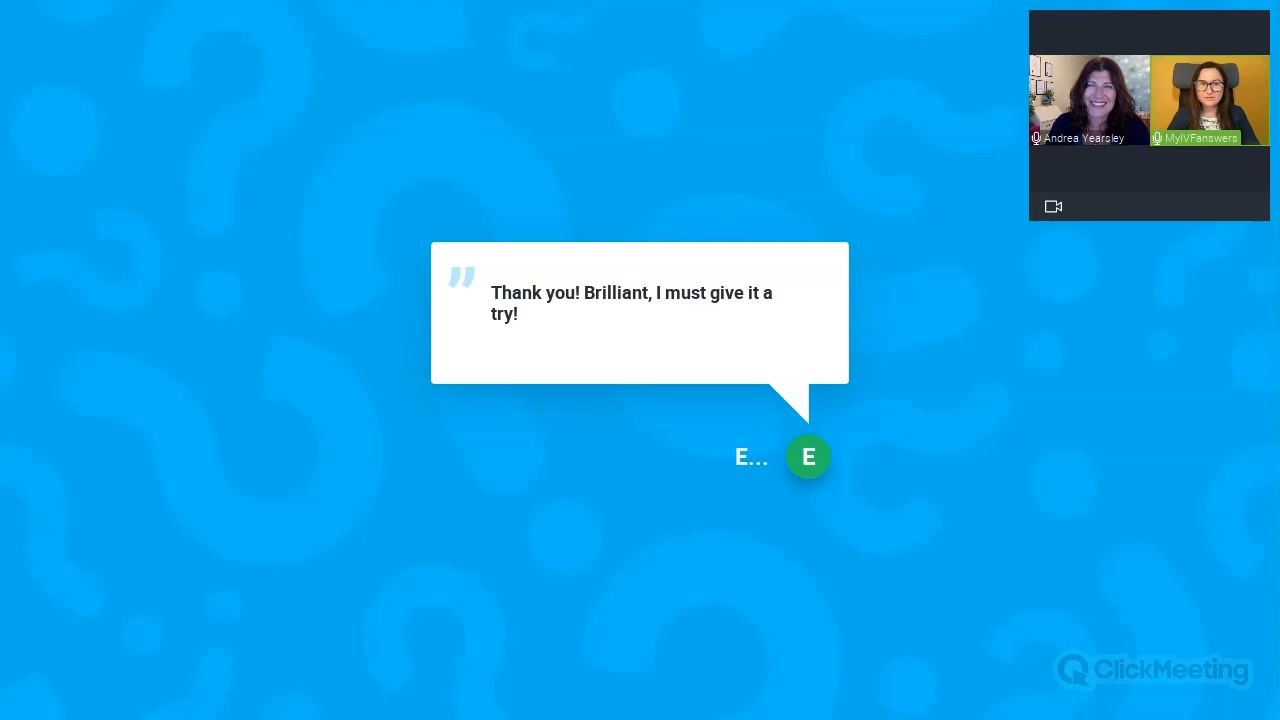 Andrea Yearsley
MyIVFanswers
Thank you! Brilliant, I must give it a
try!
E...
E
ClickMeeting